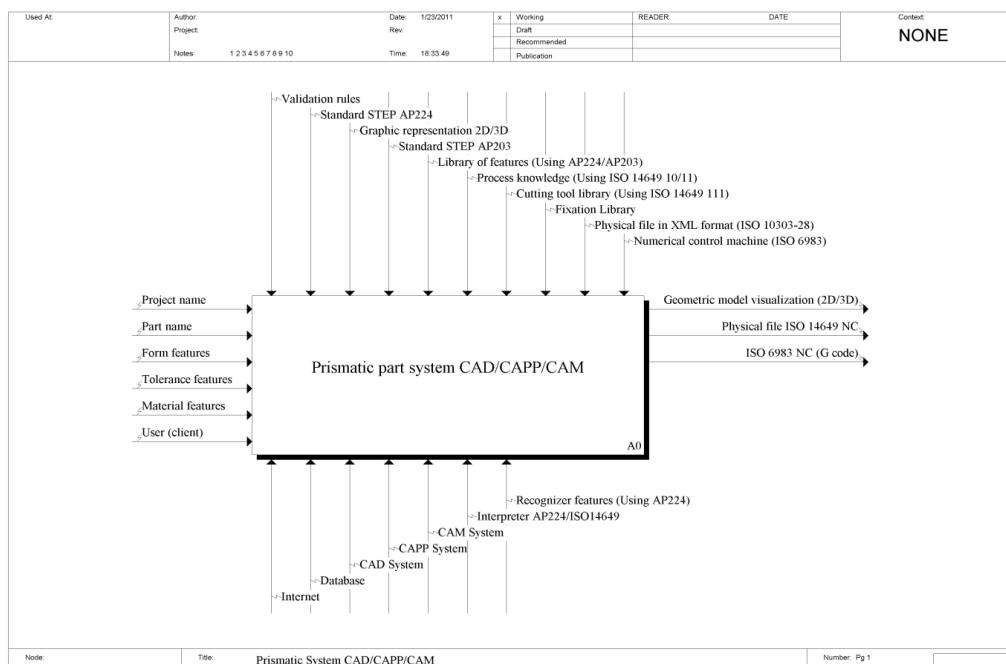 Used At: Author: Date: 1/23/2011 x Working READER DATE Context:
Project: Rev: Draft NONE
Recommended
Notes: 1 2 3 4 5 6 7 8 9 10 Time: 18:33:49 Publication
Validation rules
Standard STEP AP224
Graphic representation 2D/3D
Standard STEP AP203
Library of features (Using AP224/AP203)
Process knowledge (Using ISO 14649 10/11)
Cutting tool library (Using ISO 14649 111)
Fixation Library
Physical file in XML format (ISO 10303-28)
Numerical control machine (ISO 6983)
Project name
Part name
Form features
Tolerance features
Material features
User (client)
Prismatic part system CAD/CAPP/CAM
A0
Geometric model visualization (2D/3D)
Physical file ISO 14649 NC
ISO 6983 NC (G code)
Recognizer features (Using AP224)
Interpreter AP224/ISO14649
CAM System
CAPP System
CAD System
Database
Internet
Node: Title: Prismatic System CAD/CAPP/CAM Number: Pg 1